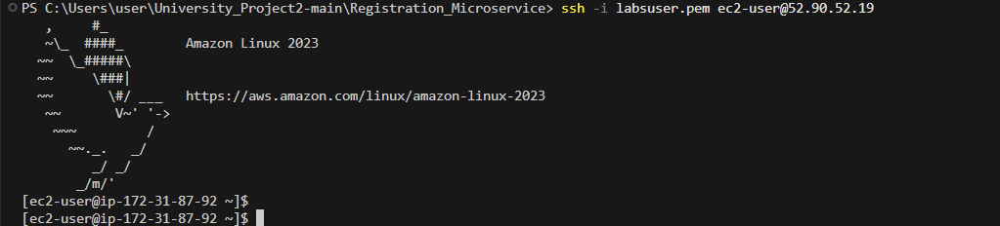 PS C:\Users\user\University_Project2-main\Registration_Microservice> ssh -i labsuser.pem ec2-user@52.90.52.19
   ,     #_
   ~\_  ####_        Amazon Linux 2023
  ~~  \_#####\
  ~~     \###|
  ~~       \#/ ___   https://aws.amazon.com/linux/amazon-linux-2023
   ~~       V~' '->
    ~~~         /
      ~~._.   _/
         _/ _/
       _/m/'
[ec2-user@ip-172-31-87-92 ~]$
[ec2-user@ip-172-31-87-92 ~]$